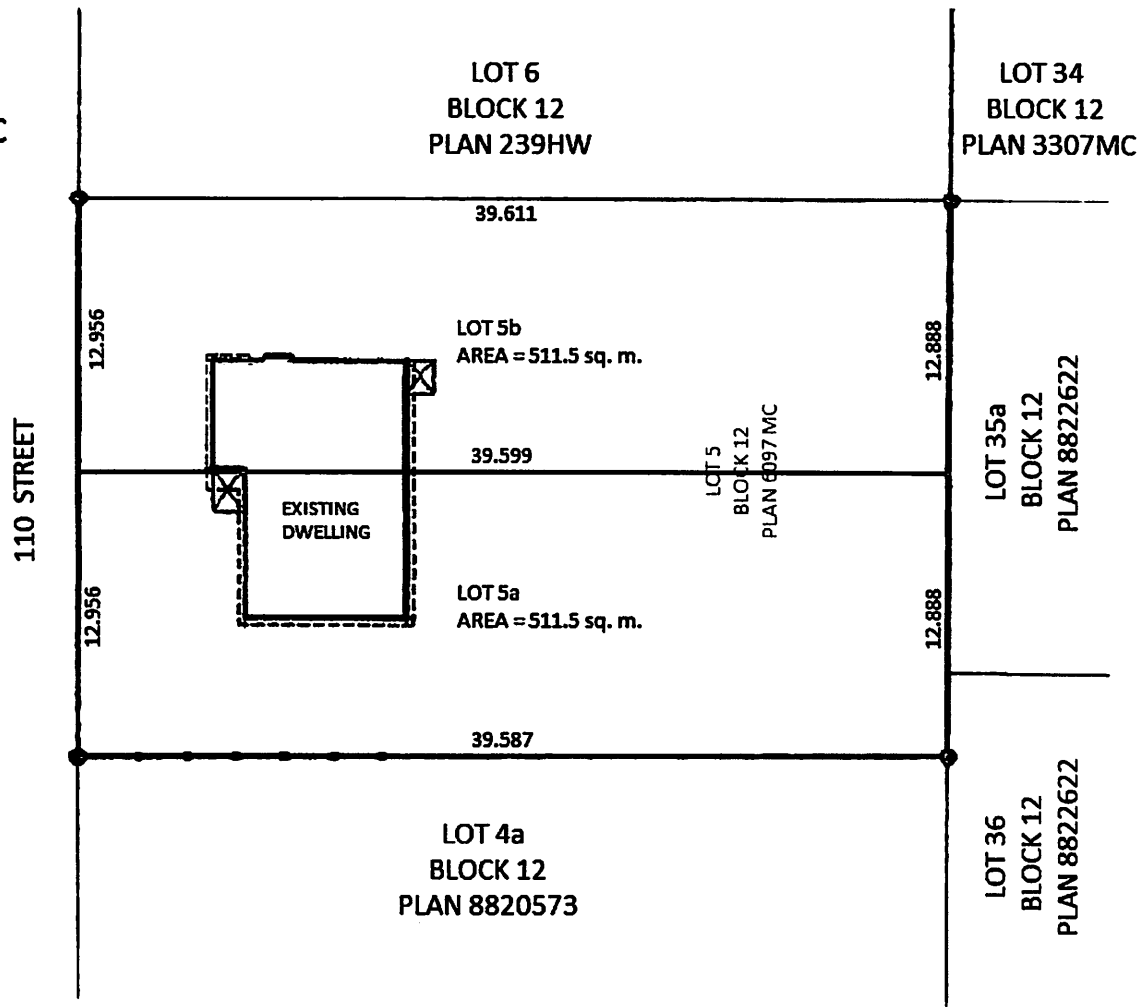 LOT 6
BLOCK 12
PLAN 239HW
LOT 34
BLOCK 12
PLAN 3307MC
C
39.611
12.956
LOT 5b
AREA = 511.5 sq. m.
12.888
110 STREET
39.599
LOT 5
BLOCK 12
PLAN 6097 MC
LOT 35a
BLOCK 12
PLAN 8822622
EXISTING
DWELLING
12.956
LOT 5a
AREA = 511.5 sq. m.
12.888
39.587
LOT 4a
BLOCK 12
PLAN 8820573
LOT 36
BLOCK 12
PLAN 8822622